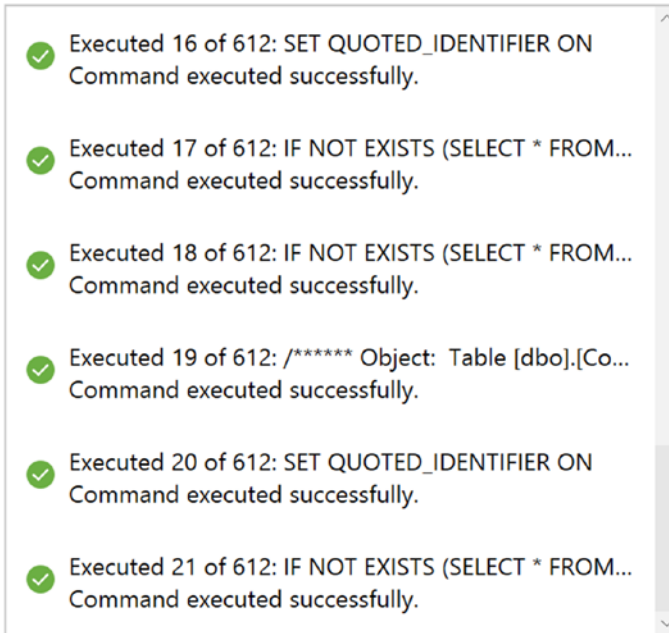 Executed 16 of 612: SET QUOTED_IDENTIFIER ON
Command executed successfully.
Executed 17 of 612: IF NOT EXISTS (SELECT * FROM...
Command executed successfully.
Executed 18 of 612: IF NOT EXISTS (SELECT * FROM...
Command executed successfully.
Executed 19 of 612: /****** Object:  Table [dbo].[Co...
Command executed successfully.
Executed 20 of 612: SET QUOTED_IDENTIFIER ON
Command executed successfully.
Executed 21 of 612: IF NOT EXISTS (SELECT * FROM...
Command executed successfully.